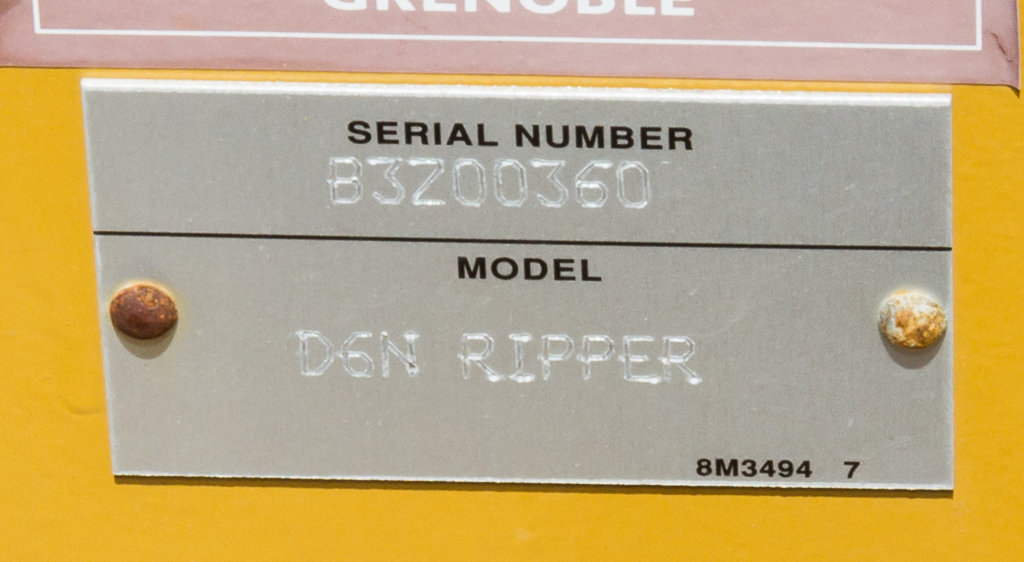 GRENOBLE
SERIAL NUMBER
B3Z00360
MODEL
D6N RIPPER
8M3494 7